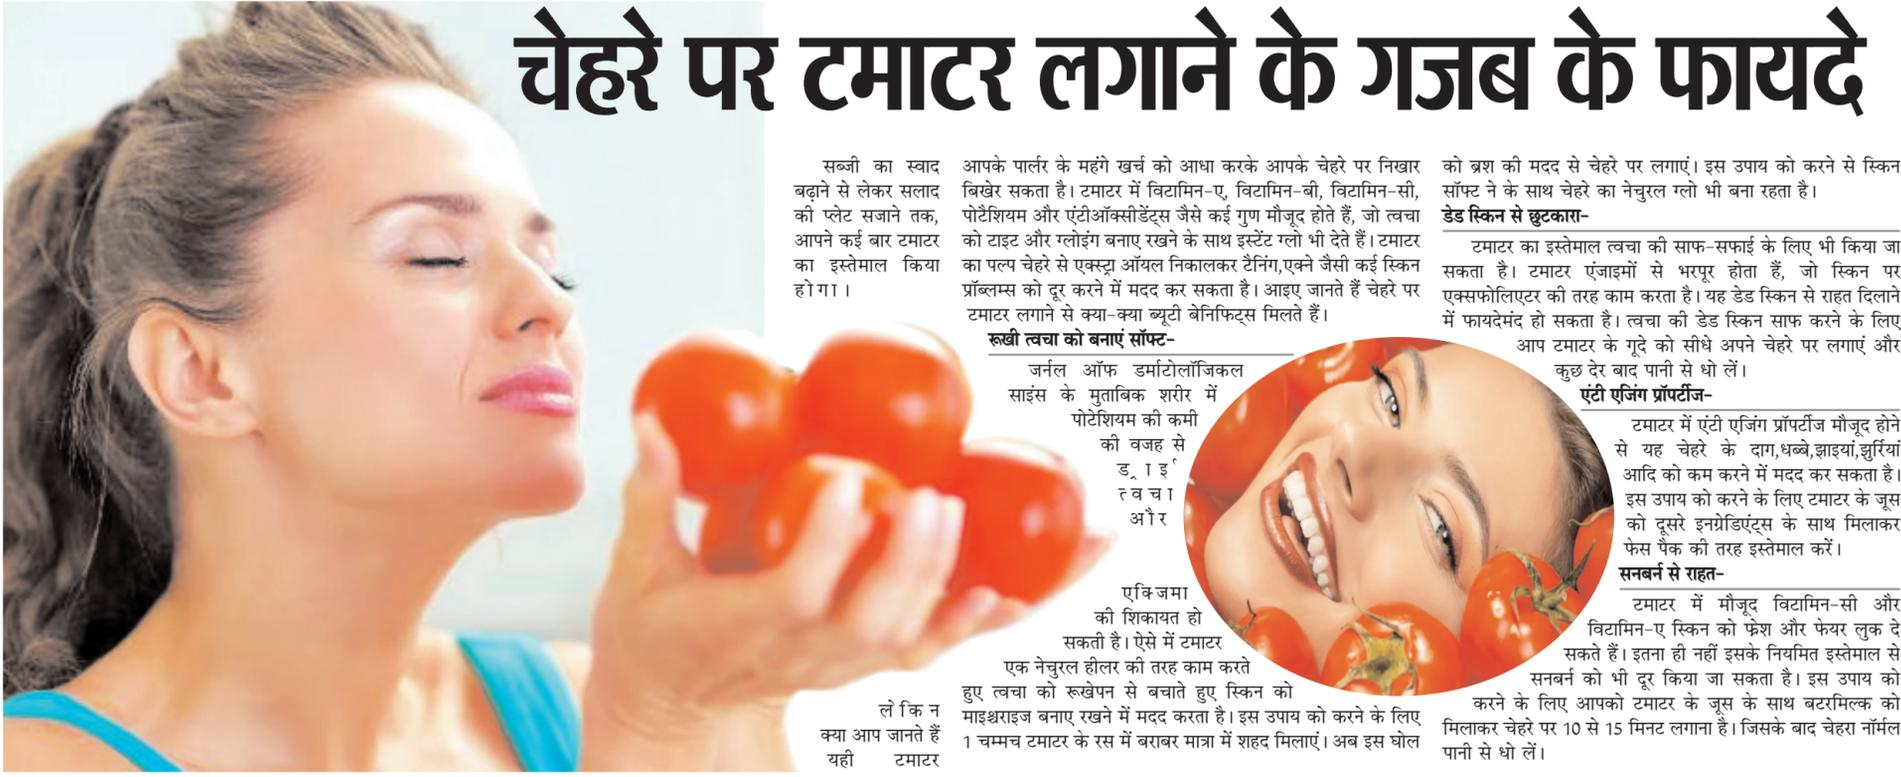 चेहरे पर टमाटर लगाने के गजब के फायदे
सब्जी का स्वाद
बढ़ाने से लेकर सलाद
की प्लेट सजाने तक,
आपने कई बार टमाटर
का इस्तेमाल किया
होगा।
लेकिन
क्या आप जानते हैं
यही टमाटर
आपके पार्लर के महंगे खर्च को आधा करके आपके चेहरे पर निखार
बिखेर सकता है। टमाटर में विटामिन-ए, विटामिन-बी, विटामिन-सी,
पोटैशियम और एंटीऑक्सीडेंट्स जैसे कई गुण मौजूद होते हैं, जो त्वचा
को टाइट और ग्लोइंग बनाए रखने के साथ इस्टेंट ग्लो भी देते हैं। टमाटर
का पल्प चेहरे से एक्स्ट्रा ऑयल निकालकर टैनिंग,एक्ने जैसी कई स्किन
प्रॉब्लम्स को दूर करने में मदद कर सकता है। आइए जानते हैं चेहरे पर
टमाटर लगाने से क्या-क्या ब्यूटी बेनिफिट्स मिलते हैं।
रूखी त्वचा को बनाएं सॉफ्ट-
जर्नल ऑफ डर्माटोलॉजिकल
साइंस के मुताबिक शरीर में
पोटेशियम की कमी
की वजह से
ड्राई
त्वचा
और
एक्जिमा
की शिकायत हो
सकती है। ऐसे में टमाटर
एक नेचुरल हीलर की तरह काम करते
हुए त्वचा को रूखेपन से बचाते हुए स्किन को
माइश्चराइज बनाए रखने में मदद करता है। इस उपाय को करने के लिए
1 चम्मच टमाटर के रस में बराबर मात्रा में शहद मिलाएं। अब इस घोल
को ब्रश की मदद से चेहरे पर लगाएं। इस उपाय को करने से स्किन
सॉफ्ट ने के साथ चेहरे का नेचुरल ग्लो भी बना रहता है।
डेड स्किन से छुटकारा-
टमाटर का इस्तेमाल त्वचा की साफ-सफाई के लिए भी किया जा
सकता है। टमाटर एंजाइमों से भरपूर होता हैं, जो स्किन पर
एक्सफोलिएटर की तरह काम करता है। यह डेड स्किन से राहत दिलाने
में फायदेमंद हो सकता है। त्वचा की डेड स्किन साफ करने के लिए
आप टमाटर के गूदे को सीधे अपने चेहरे पर लगाएं और
कुछ देर बाद पानी से धो लें।
एंटी एजिंग प्रॉपर्टीज-
टमाटर में एंटी एजिंग प्रॉपर्टीज मौजूद होने
से यह चेहरे के दाग,धब्बे,झाइयां,झुर्रियां
आदि को कम करने में मदद कर सकता है।
इस उपाय को करने के लिए टमाटर के जूस
को दूसरे इनग्रेडिएंट्स के साथ मिलाकर
फेस पैक की तरह इस्तेमाल करें।
सनबर्न से राहत-
टमाटर में मौजूद विटामिन-सी और
विटामिन-ए स्किन को फ्रेश और फेयर लुक दे
सकते हैं। इतना ही नहीं इसके नियमित इस्तेमाल से
सनबर्न को भी दूर किया जा सकता है। इस उपाय को
करने के लिए आपको टमाटर के जूस के साथ बटरमिल्क को
मिलाकर चेहरे पर 10 से 15 मिनट लगाना है। जिसके बाद चेहरा नॉर्मल
पानी से धो लें।